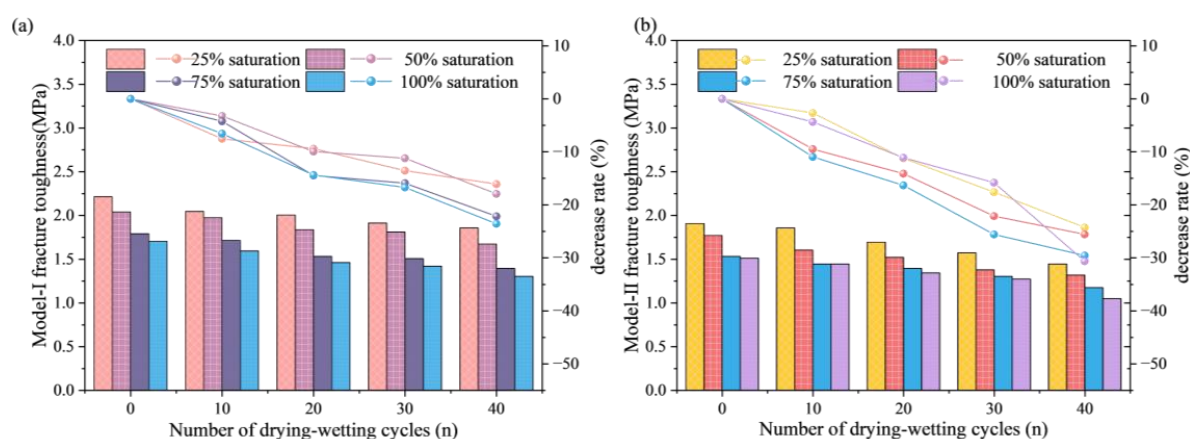 (a)
25% saturation 50% saturation
75% saturation 100% saturation
Model-I fracture toughness(MPa)
4.0
3.5
3.0
2.5
2.0
1.5
1.0
0.5
0.0
10
0
−10
−20
−30
−40
−50
decrease rate (%)
0 10 20 30 40
Number of drying-wetting cycles (n)
(b)
25% saturation 50% saturation
75% saturation 100% saturation
Model-II fracture toughness (MPa)
4.0
3.5
3.0
2.5
2.0
1.5
1.0
0.5
0.0
10
0
−10
−20
−30
−40
−50
decrease rate (%)
0 10 20 30 40
Number of drying-wetting cycles (n)